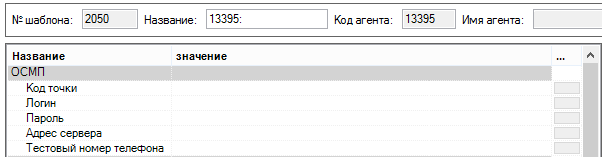 № шаблона: 2050 Название: 13395: Код агента: 13395 Имя агента:
Название значение ...
ОСМП
Код точки
Логин
Пароль
Адрес сервера
Тестовый номер телефона